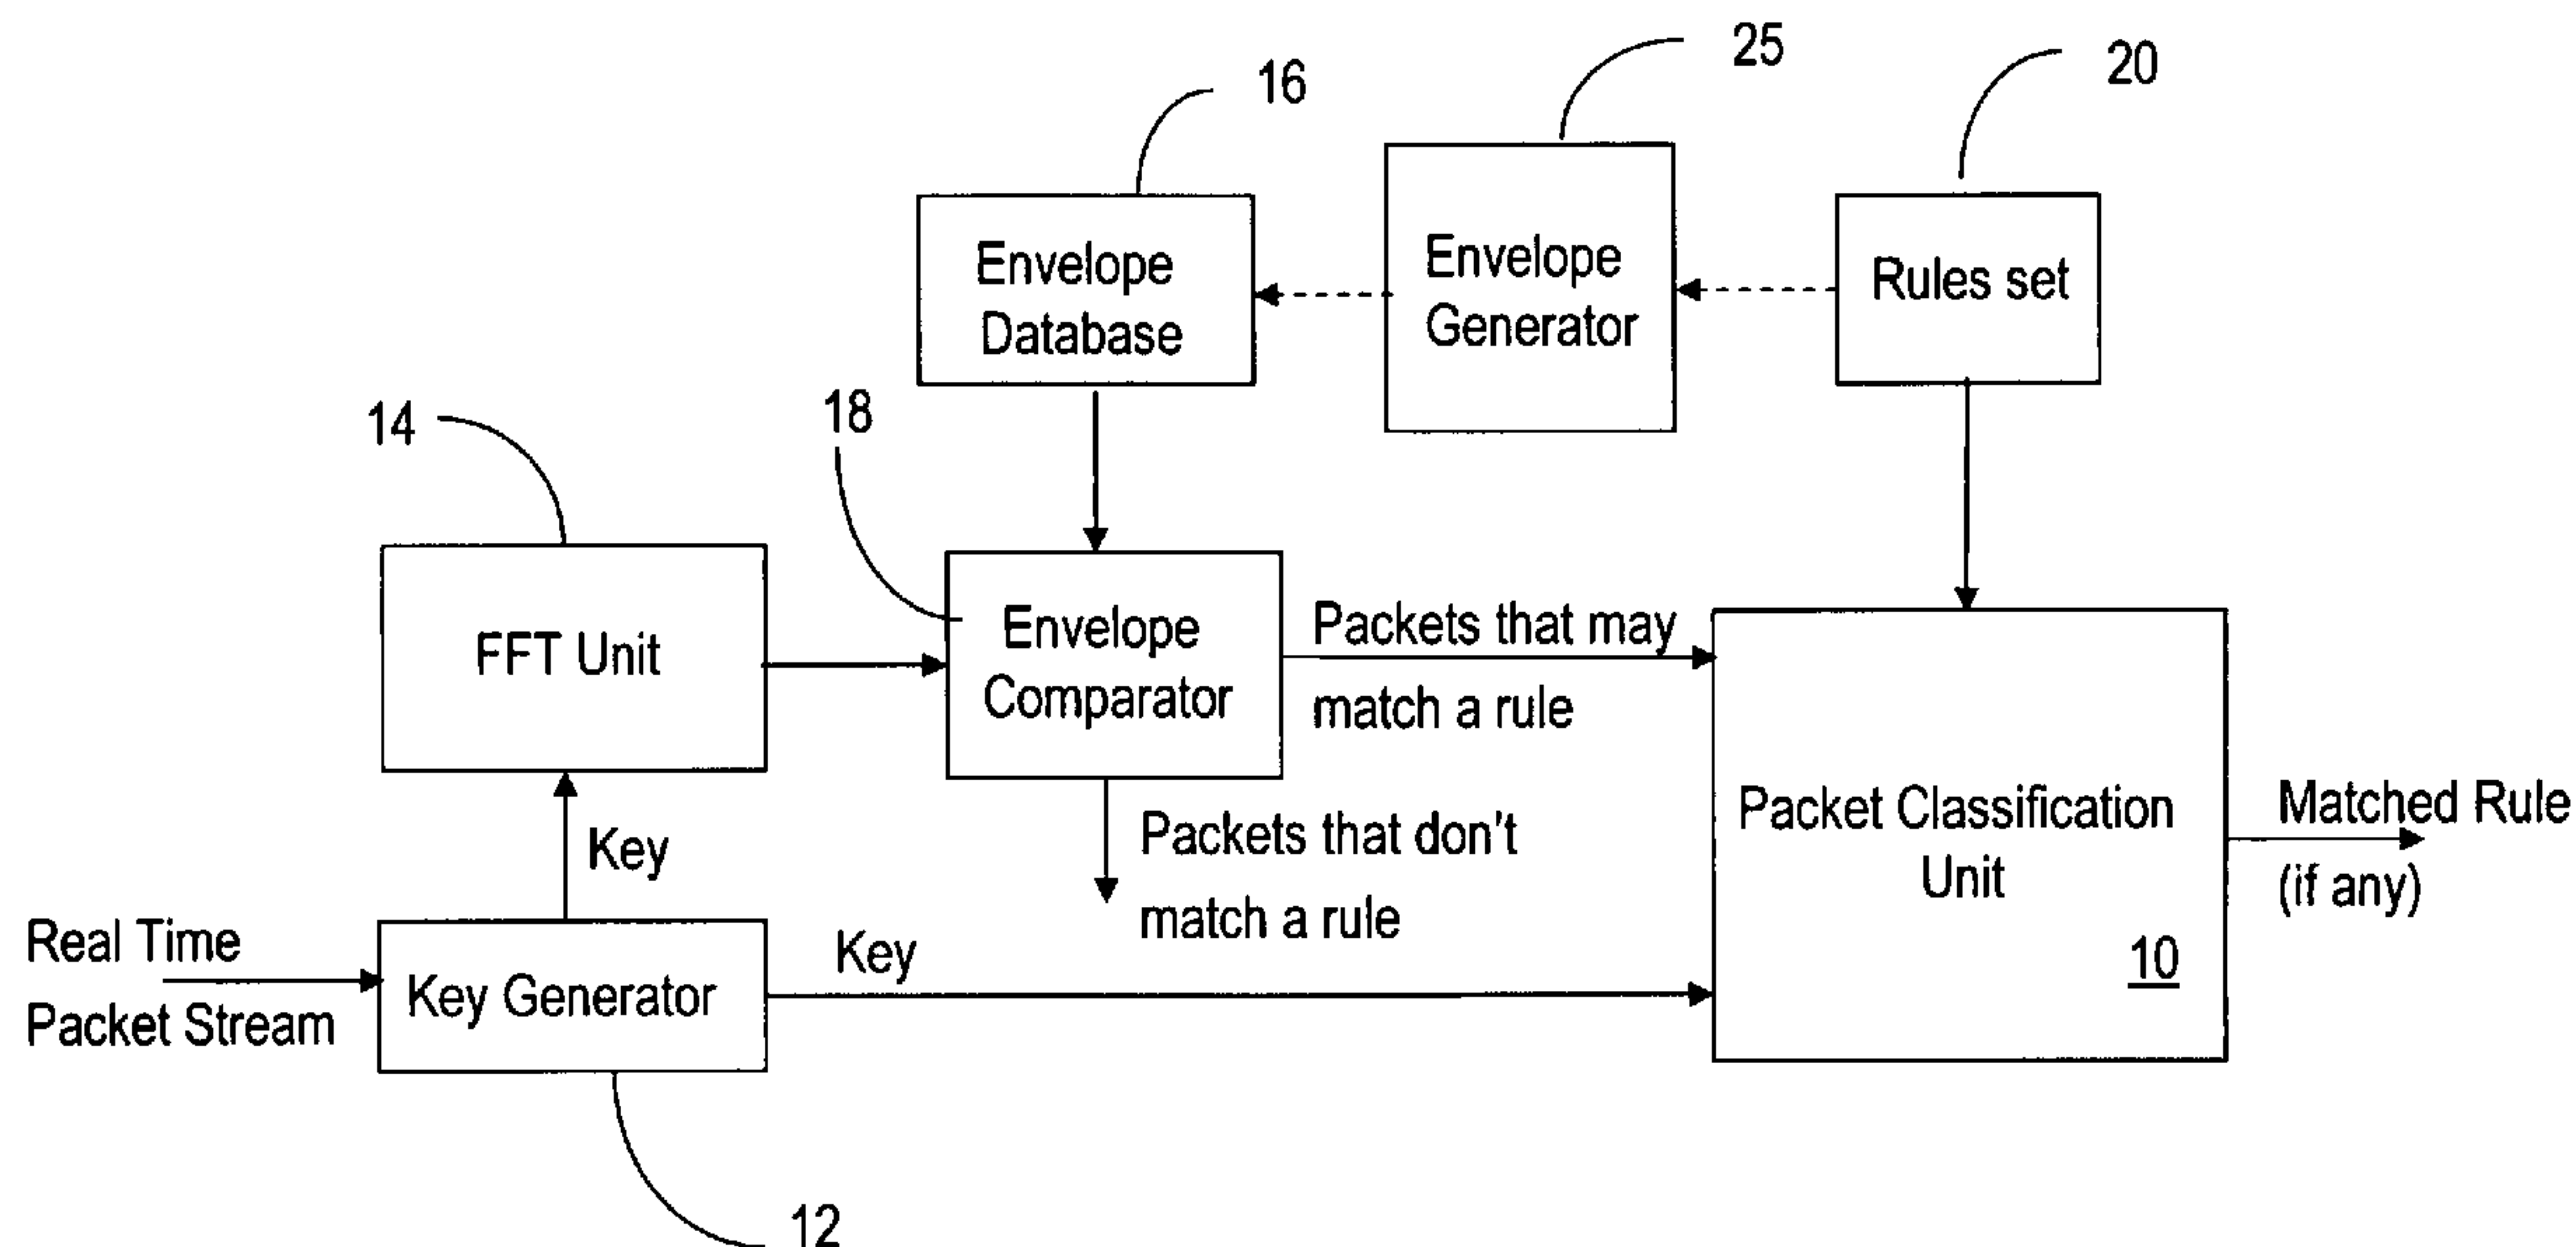 25
20
16
Envelope
Database
Envelope
Generator
Rules set
14
18
FFT Unit
Envelope
Comparator
Packets that may
match a rule
Key
Packets that don't
match a rule
Packet Classification
Unit
10
Matched Rule
(if any)
Real Time
Packet Stream
Key Generator
Key
12